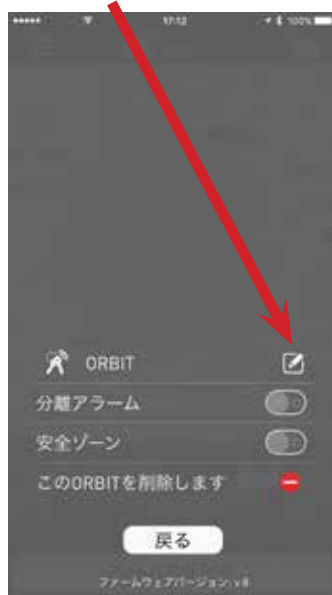 17:12 100%
ORBIT
分離アラーム
安全ゾーン
このORBITを削除します
戻る
ファームウェアバージョン: v8